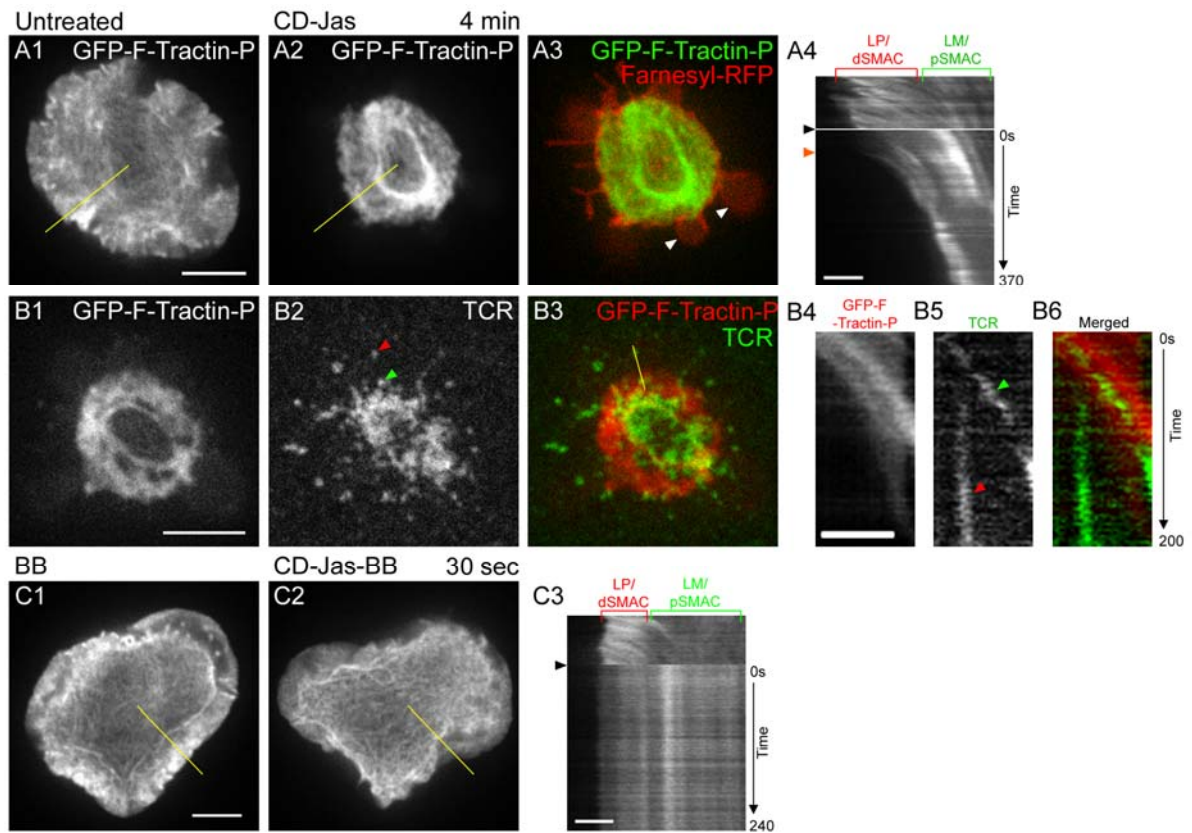 Untreated
CD-Jas 4 min
A1 GFP-F-Tractin-P
A2 GFP-F-Tractin-P
A3 GFP-F-Tractin-P
Farnesyl-RFP
A4
LP/
dSMAC
LM/
pSMAC
0s
Time
370
B1 GFP-F-Tractin-P
B2 TCR
B3 GFP-F-Tractin-P
TCR
B4 GFP-F
-Tractin-P
B5 TCR
B6 Merged
0s
Time
200
BB
CD-Jas-BB 30 sec
C1
C2
C3
LP/
dSMAC
LM/
pSMAC
0s
Time
240